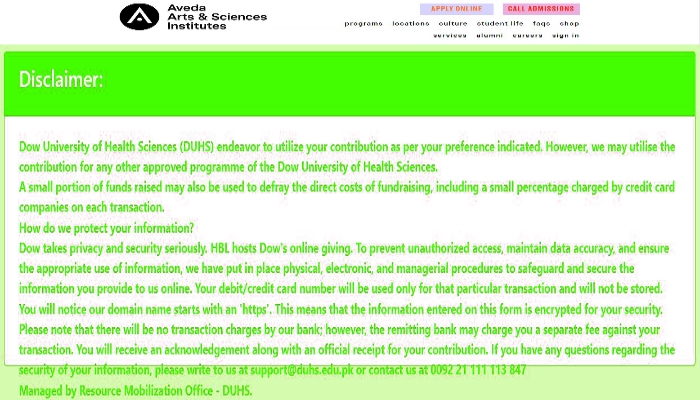 Aveda
Arts & Sciences
Institutes
APPLY ONLINE CALL ADMISSIONS
programs locations culture student life faqs shop
services alumni careers sign in
Disclaimer:
Dow University of Health Sciences (DUHS) endeavor to utilize your contribution as per your preference indicated. However, we may utilise the
contribution for any other approved programme of the Dow University of Health Sciences.
A small portion of funds raised may also be used to defray the direct costs of fundraising, including a small percentage charged by credit card
companies on each transaction.
How do we protect your information?
Dow takes privacy and security seriously. HBL hosts Dow's online giving. To prevent unauthorized access, maintain data accuracy, and ensure
the appropriate use of information, we have put in place physical, electronic, and managerial procedures to safeguard and secure the
information you provide to us online. Your debit/credit card number will be used only for that particular transaction and will not be stored.
You will notice our domain name starts with an 'https'. This means that the information entered on this form is encrypted for your security.
Please note that there will be no transaction charges by our bank; however, the remitting bank may charge you a separate fee against your
transaction. You will receive an acknowledgement along with an official receipt for your contribution. If you have any questions regarding the
security of your information, please write to us at support@duhs.edu.pk or contact us at 0092 21 111 113 847
Managed by Resource Mobilization Office - DUHS.